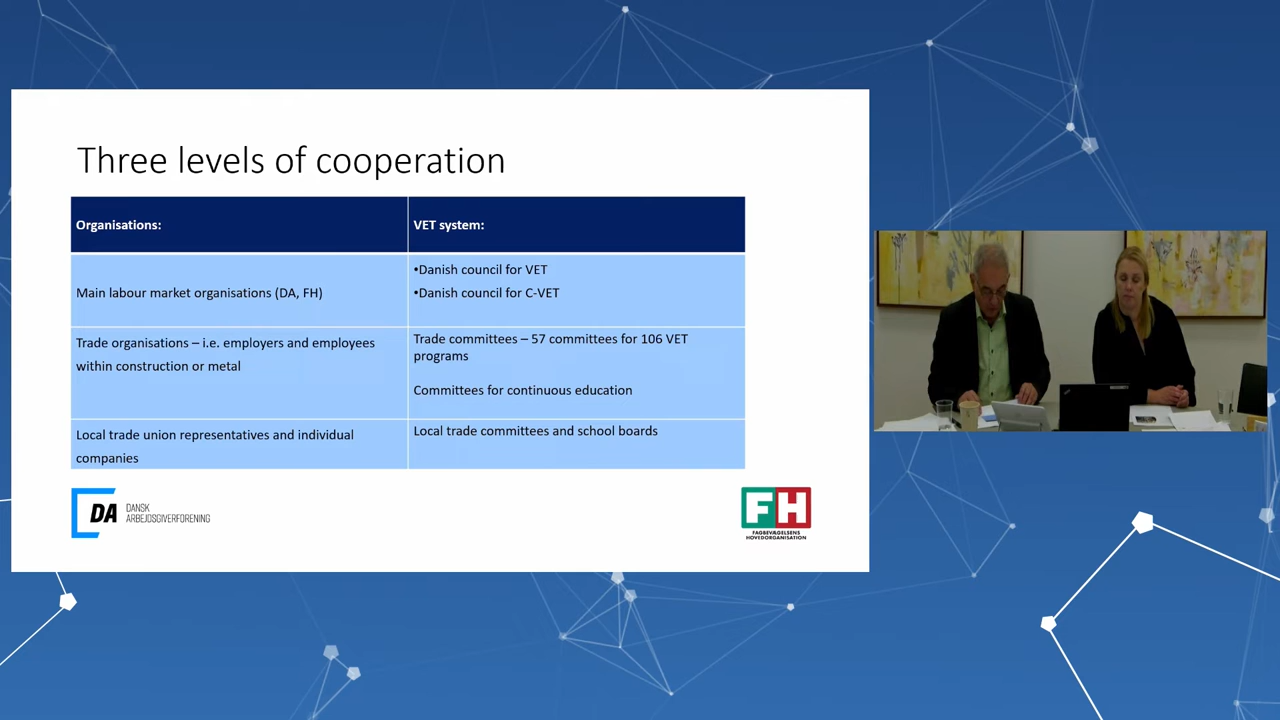 Three levels of cooperation
Organisations:
VET system:
Main labour market organisations (DA, FH)
•Danish council for VET
•Danish council for C-VET
Trade organisations – i.e. employers and employees
within construction or metal
Trade committees – 57 committees for 106 VET
programs
Committees for continuous education
Local trade union representatives and individual
companies
Local trade committees and school boards
DA
DANSK
ARBEJDSGIVERFORENING
FH
FAGBEVÆGELSENS
HOVEDORGANISATION